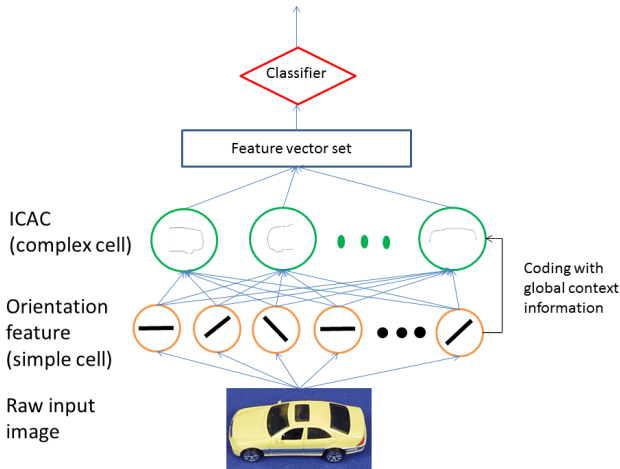 Classifier
Feature vector set
ICAC
(complex cell)
Coding with
global context
information
Orientation
feature
(simple cell)
Raw input
image